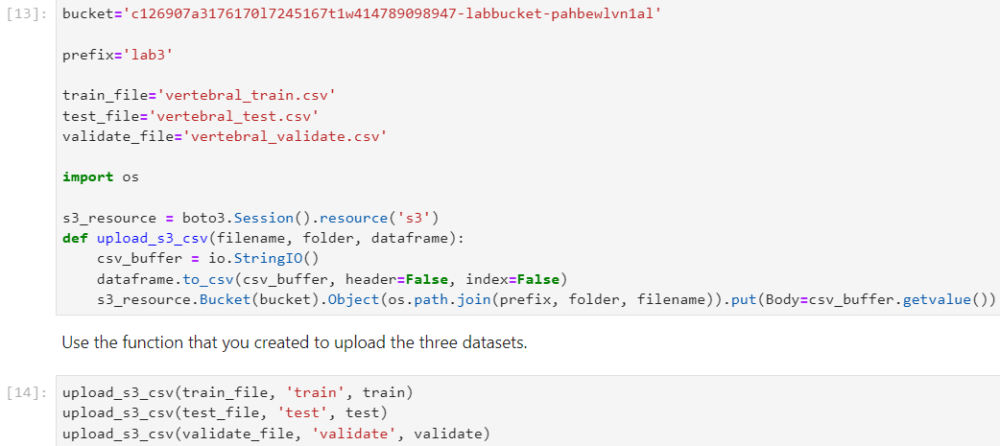 [13]: bucket='c126907a3176170l7245167t1w414789098947-labbucket-pahbewlvn1al'
prefix='lab3'
train_file='vertebral_train.csv'
test_file='vertebral_test.csv'
validate_file='vertebral_validate.csv'
import os
s3_resource = boto3.Session().resource('s3')
def upload_s3_csv(filename, folder, dataframe):
    csv_buffer = io.StringIO()
    dataframe.to_csv(csv_buffer, header=False, index=False)
    s3_resource.Bucket(bucket).Object(os.path.join(prefix, folder, filename)).put(Body=csv_buffer.getvalue())
Use the function that you created to upload the three datasets.
[14]: upload_s3_csv(train_file, 'train', train)
upload_s3_csv(test_file, 'test', test)
upload_s3_csv(validate_file, 'validate', validate)